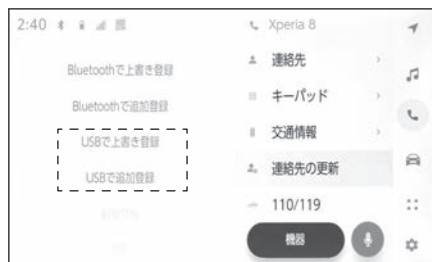 2:40
Bluetoothで上書き登録
Bluetoothで追加登録
USBで上書き登録
USBで追加登録
Xperia 8
連絡先
キーパッド
交通情報
連絡先の更新
110/119
機器